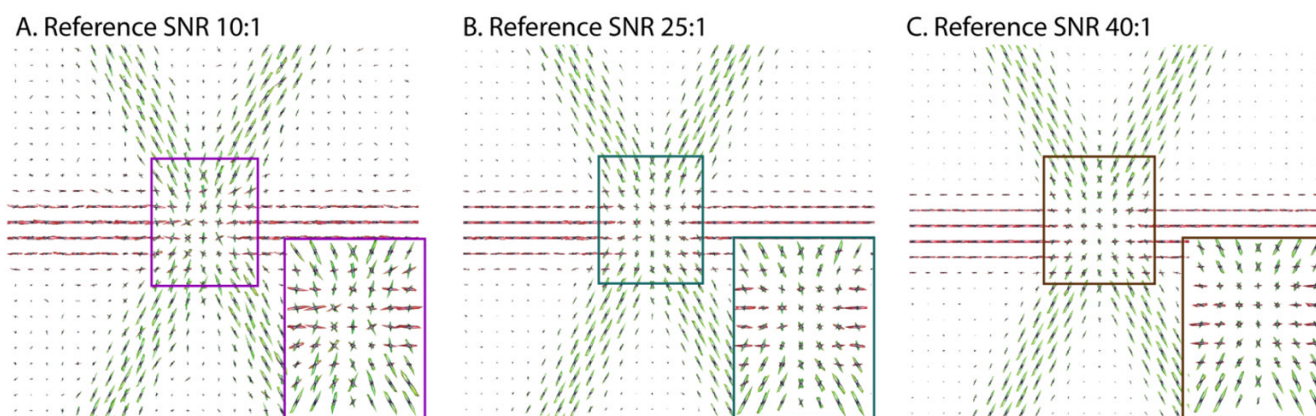 A. Reference SNR 10:1
B. Reference SNR 25:1
C. Reference SNR 40:1